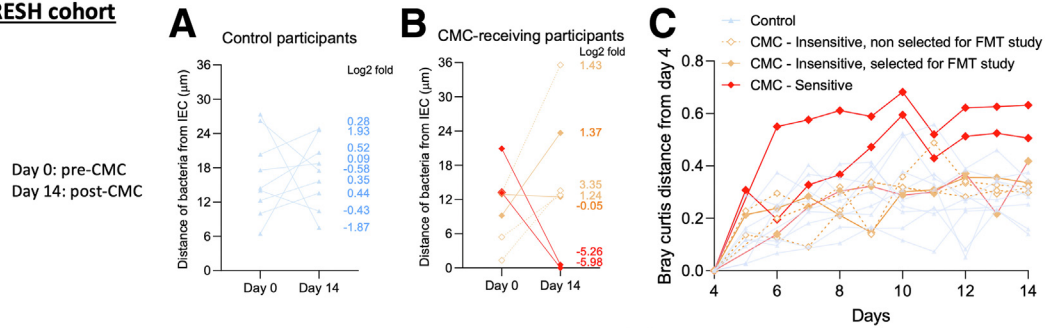 RESH cohort
Day 0: pre-CMC
Day 14: post-CMC
A
Control participants
Log2 fold
Distance of bacteria from IEC (μm)
36
30
24
18
12
6
0
0.28
1.93
0.52
0.09
-0.58
0.35
0.44
-0.43
-1.87
Day 0 Day 14
B
CMC-receiving participants
Log2 fold
Distance of bacteria from IEC (μm)
36
30
24
18
12
6
0
1.43
1.37
3.35
1.24
-0.05
-5.26
-5.98
Day 0 Day 14
C
Control
CMC - Insensitive, non selected for FMT study
CMC - Insensitive, selected for FMT study
CMC - Sensitive
Bray curtis distance from day 4
0.8
0.6
0.4
0.2
0.0
4 6 8 10 12 14
Days